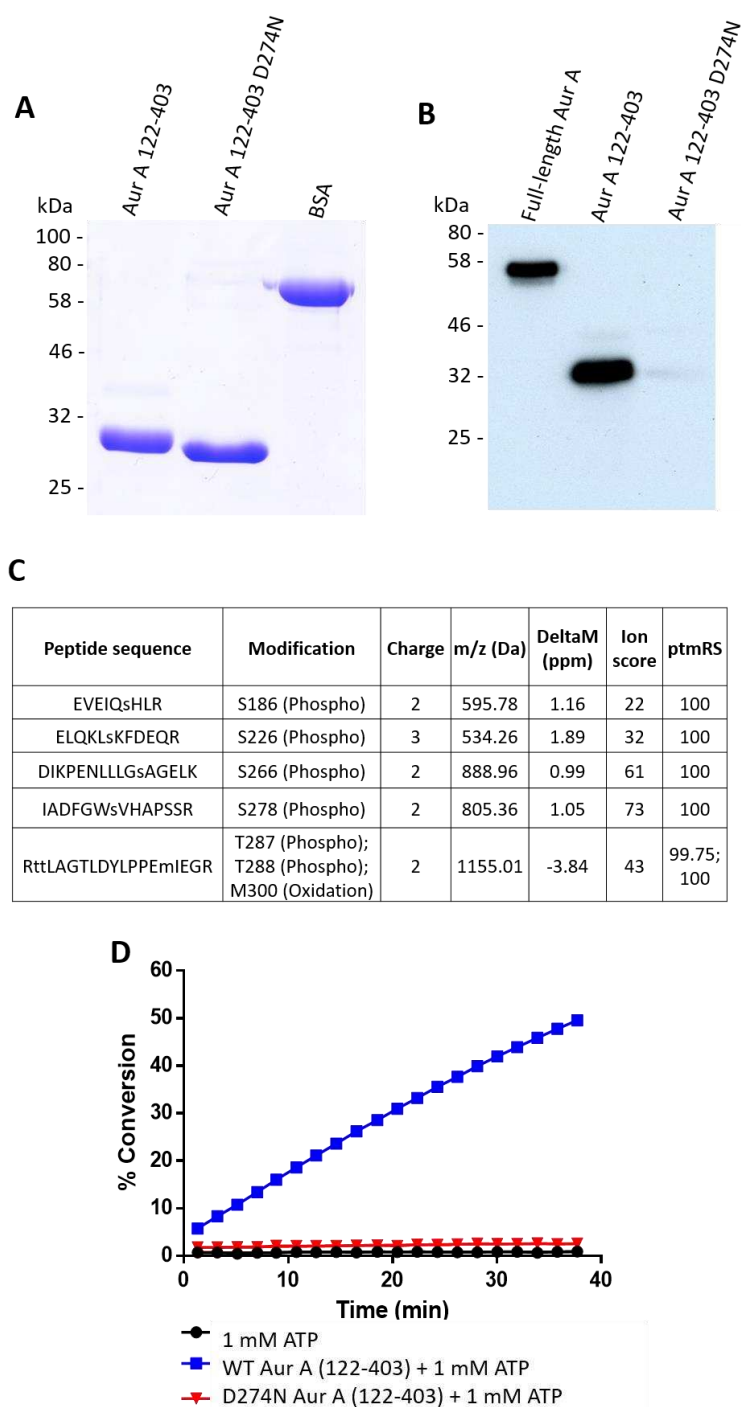 A
Aur A 122-403
Aur A 122-403 D274N
BSA
kDa
100 -
80 -
58 -
46 -
32 -
25 -
B
Full-length Aur A
Aur A 122-403
Aur A 122-403 D274N
kDa
80 -
58 -
46 -
32 -
25 -
C
Peptide sequence Modification Charge m/z (Da) DeltaM (ppm) Ion score ptmRS
EVEIQsHLR S186 (Phospho) 2 595.78 1.16 22 100
ELQKLsKFDEQR S226 (Phospho) 3 534.26 1.89 32 100
DIKPENLLLGsAGELK S266 (Phospho) 2 888.96 0.99 61 100
IADFGWsVHAPSSR S278 (Phospho) 2 805.36 1.05 73 100
RttLAGTLDYLPPEmIEGR T287 (Phospho); T288 (Phospho); M300 (Oxidation) 2 1155.01 -3.84 43 99.75; 100
D
% Conversion
60
50
40
30
20
10
0
0 10 20 30 40
Time (min)
1 mM ATP
WT Aur A (122-403) + 1 mM ATP
D274N Aur A (122-403) + 1 mM ATP